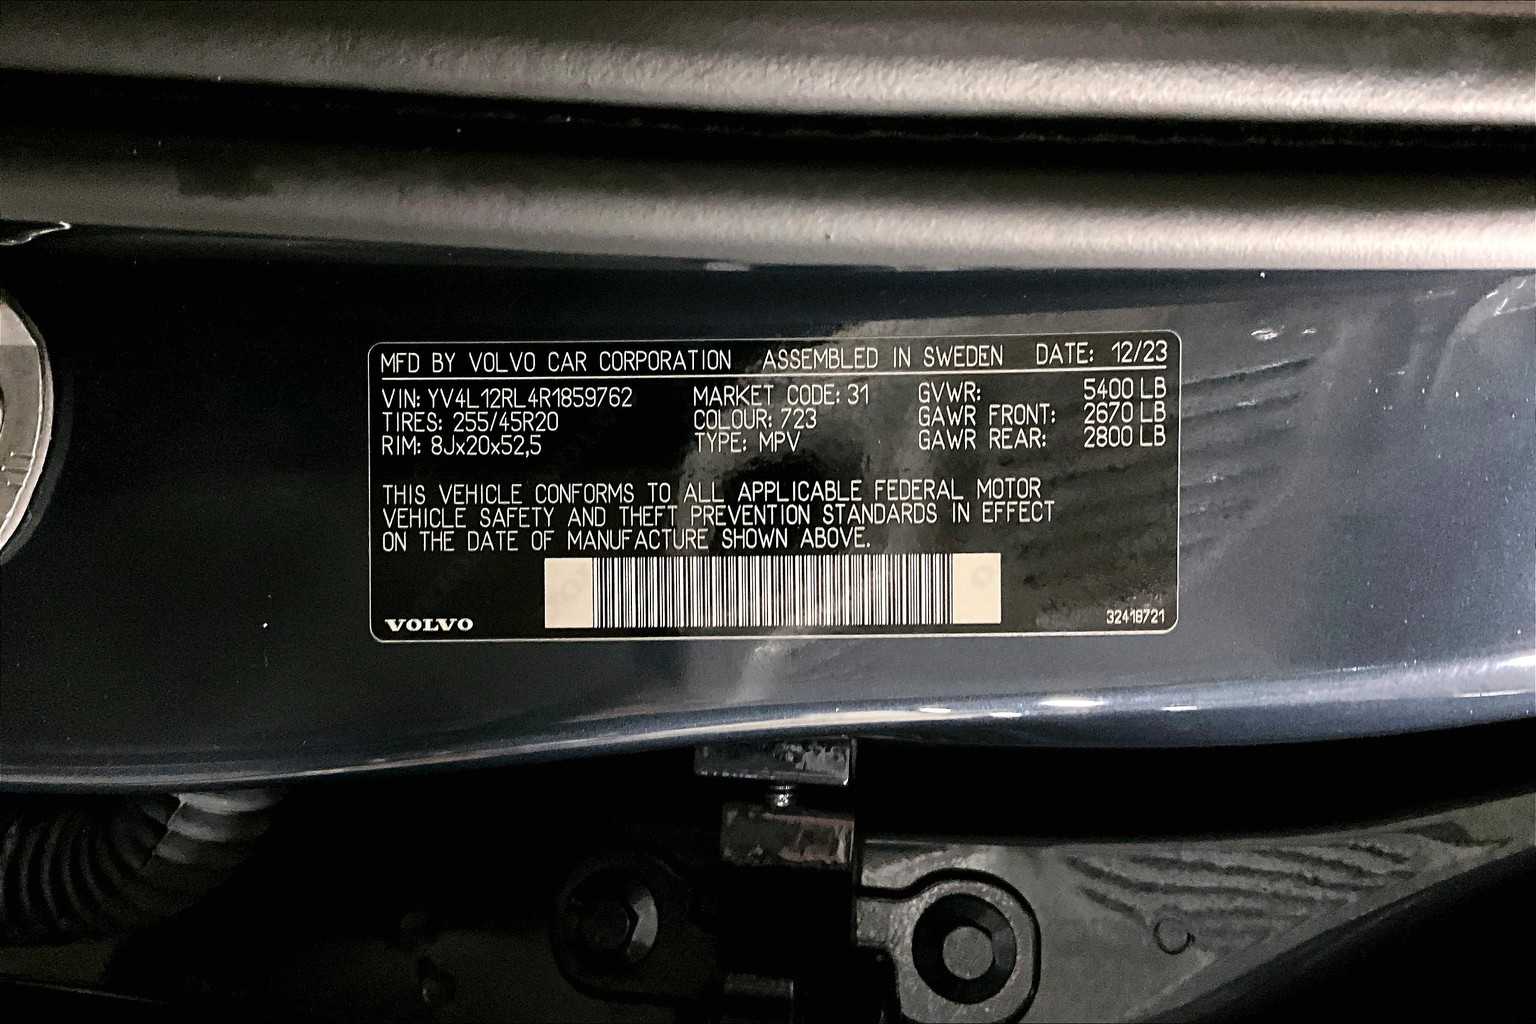 MFD BY VOLVO CAR CORPORATION ASSEMBLED IN SWEDEN DATE: 12/23
VIN: YV4L12RL4R1859762 MARKET CODE: 31 GVWR: 5400 LB
TIRES: 255/45R20 COLOUR: 723 GAWR FRONT: 2670 LB
RIM: 8Jx20x52,5 TYPE: MPV GAWR REAR: 2800 LB
THIS VEHICLE CONFORMS TO ALL APPLICABLE FEDERAL MOTOR
VEHICLE SAFETY AND THEFT PREVENTION STANDARDS IN EFFECT
ON THE DATE OF MANUFACTURE SHOWN ABOVE.
VOLVO 32418721